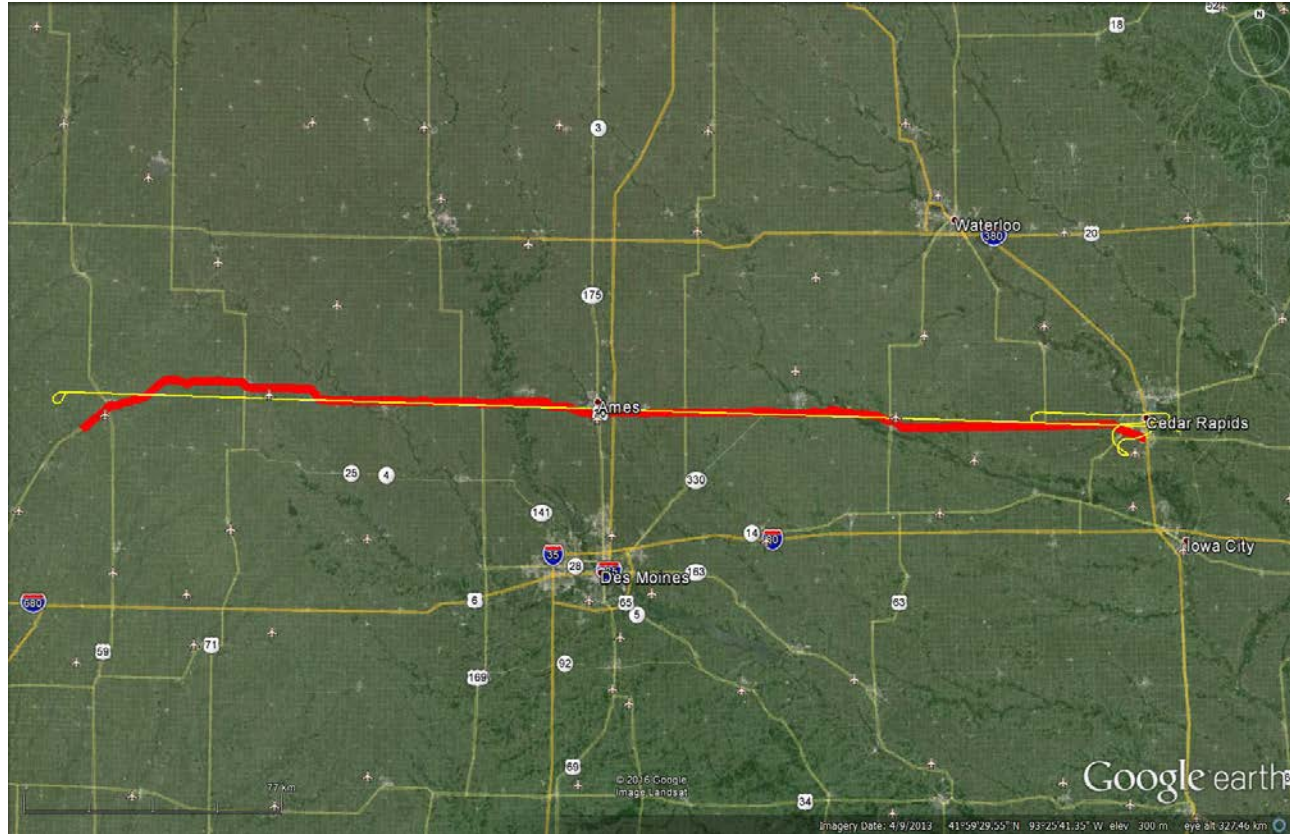 52
18
N
3
Waterloo
380
20
175
Ames
Cedar Rapids
25
4
330
141
14
80
35
Iowa City
28
Des Moines
163
680
6
65
63
5
59
71
92
169
69
77 km
© 2016 Google
Image Landsat
Google earth
34
Imagery Date: 4/9/2013 41°59'29.55" N 93°25'41.35" W elev 300 m eye alt 327.46 km